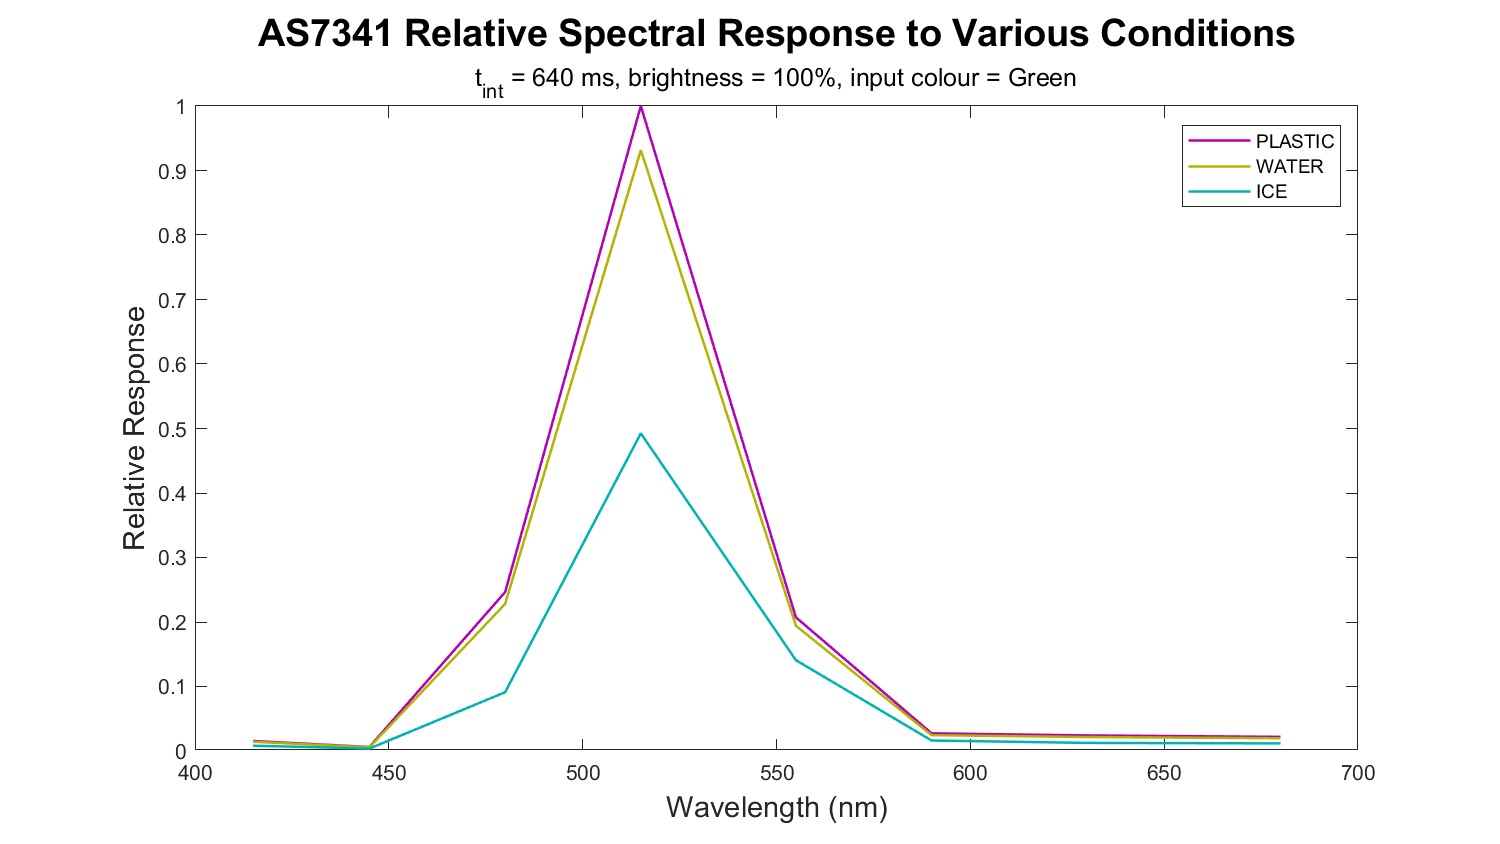 AS7341 Relative Spectral Response to Various Conditions
t_int = 640 ms, brightness = 100%, input colour = Green
PLASTIC
WATER
ICE
Relative Response
1
0.9
0.8
0.7
0.6
0.5
0.4
0.3
0.2
0.1
0
400 450 500 550 600 650 700
Wavelength (nm)